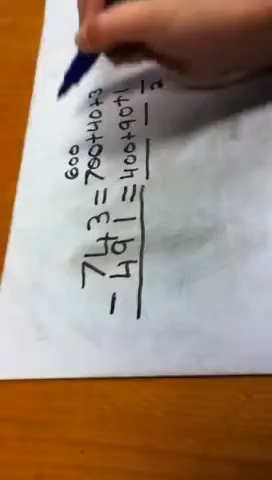 600
743 = 700+40+3
- 491 = 400+90+1
2